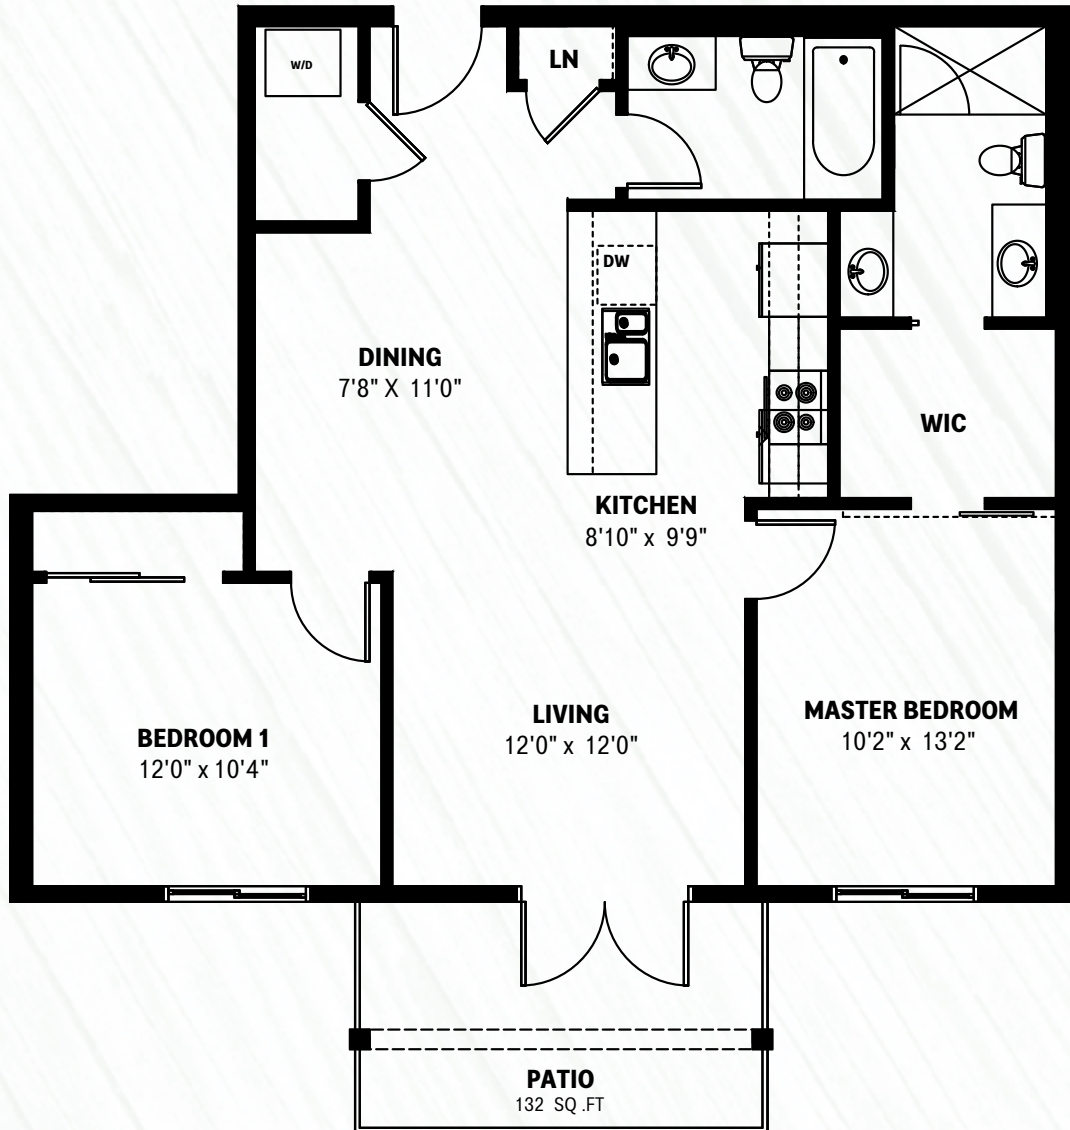 W/D
LN
DW
DINING
7'8" X 11'0"
WIC
KITCHEN
8'10" x 9'9"
LIVING
12'0" x 12'0"
MASTER BEDROOM
10'2" x 13'2"
BEDROOM 1
12'0" x 10'4"
PATIO
132 SQ .FT